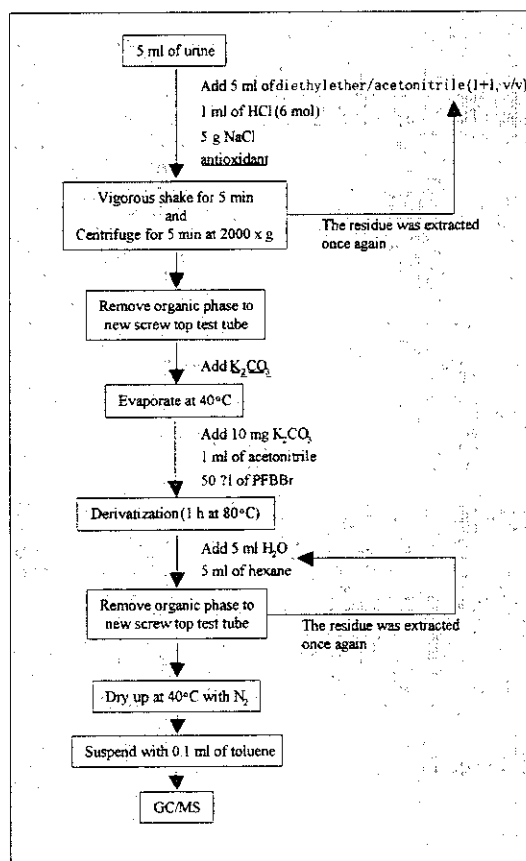 5 ml of urine
Add 5 ml of diethylether/acetonitrile (1+1, v/v)
1 ml of HCl (6 mol)
5 g NaCl
antioxidant
Vigorous shake for 5 min
and
Centrifuge for 5 min at 2000 x g
The residue was extracted
once again
Remove organic phase to
new screw top test tube
Add K₂CO₃
Evaporate at 40°C
Add 10 mg K₂CO₃
1 ml of acetonitrile
50 ?l of PFBBr
Derivatization (1 h at 80°C)
Add 5 ml H₂O
5 ml of hexane
Remove organic phase to
new screw top test tube
The residue was extracted
once again
Dry up at 40°C with N₂
Suspend with 0.1 ml of toluene
GC/MS